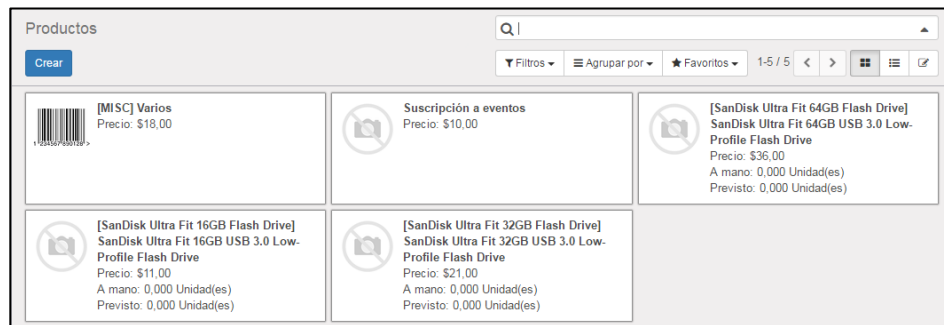 Productos
Crear
Filtros
Agrupar por
Favoritos
1-5 / 5
[MISC] Varios
Precio: $18,00
Suscripción a eventos
Precio: $10,00
[SanDisk Ultra Fit 64GB Flash Drive]
SanDisk Ultra Fit 64GB USB 3.0 Low-
Profile Flash Drive
Precio: $36,00
A mano: 0,000 Unidad(es)
Previsto: 0,000 Unidad(es)
[SanDisk Ultra Fit 16GB Flash Drive]
SanDisk Ultra Fit 16GB USB 3.0 Low-
Profile Flash Drive
Precio: $11,00
A mano: 0,000 Unidad(es)
Previsto: 0,000 Unidad(es)
[SanDisk Ultra Fit 32GB Flash Drive]
SanDisk Ultra Fit 32GB USB 3.0 Low-
Profile Flash Drive
Precio: $21,00
A mano: 0,000 Unidad(es)
Previsto: 0,000 Unidad(es)